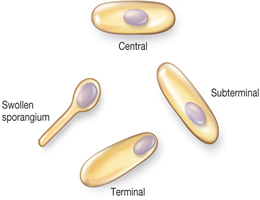 Central
Subterminal
Swollen
sporangium
Terminal